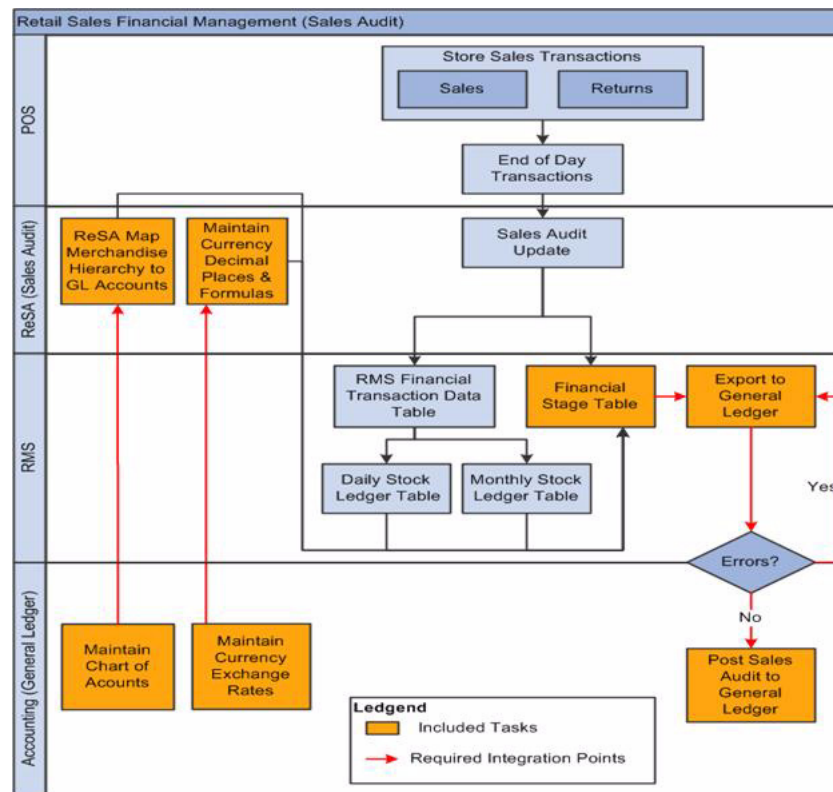 Retail Sales Financial Management (Sales Audit)
POS
Store Sales Transactions
Sales
Returns
End of Day
Transactions
ReSA (Sales Audit)
ReSA Map
Merchandise
Hierarchy to
GL Accounts
Maintain
Currency
Decimal
Places &
Formulas
Sales Audit
Update
RMS
RMS Financial
Transaction Data
Table
Financial
Stage Table
Export to
General
Ledger
Daily Stock
Ledger Table
Monthly Stock
Ledger Table
Yes
Errors?
No
Accounting (General Ledger)
Maintain
Chart of
Acounts
Maintain
Currency
Exchange
Rates
Post Sales
Audit to
General
Ledger
Ledgend
Included Tasks
Required Integration Points